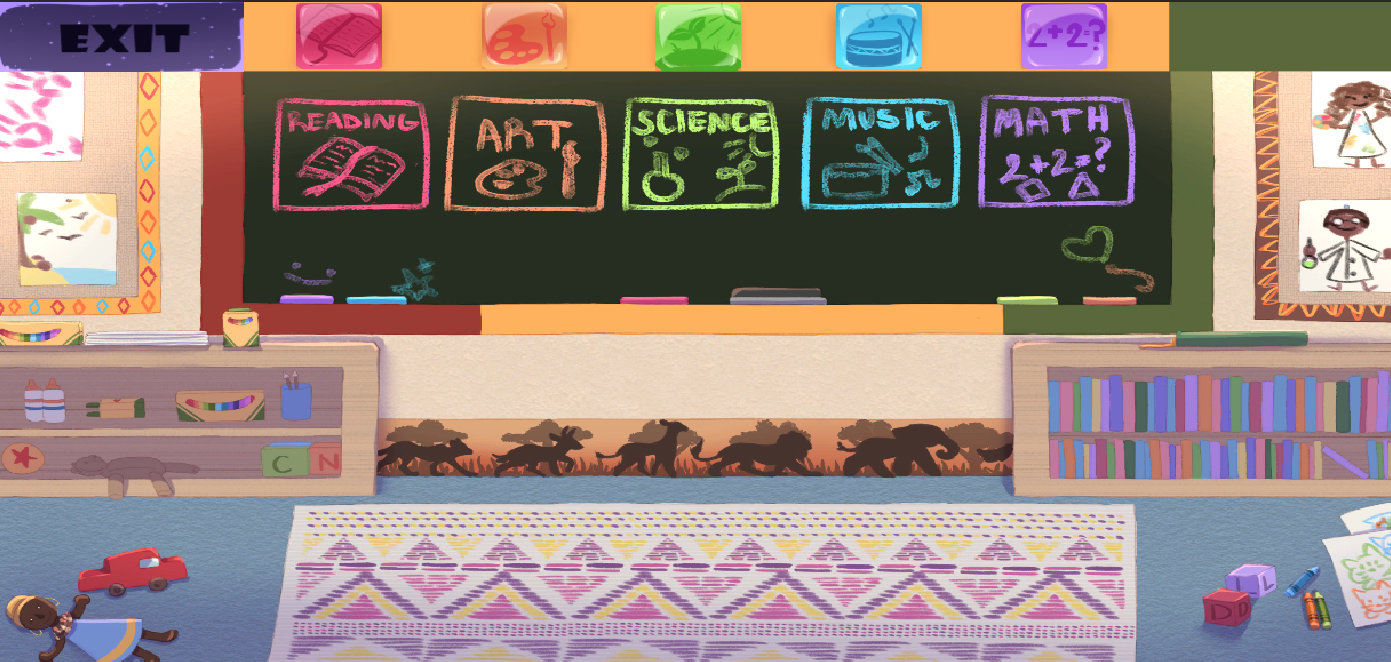 EXIT
2+2=?
READING
ART
SCIENCE
MUSIC
MATH
2+2=?
C N
L
D D